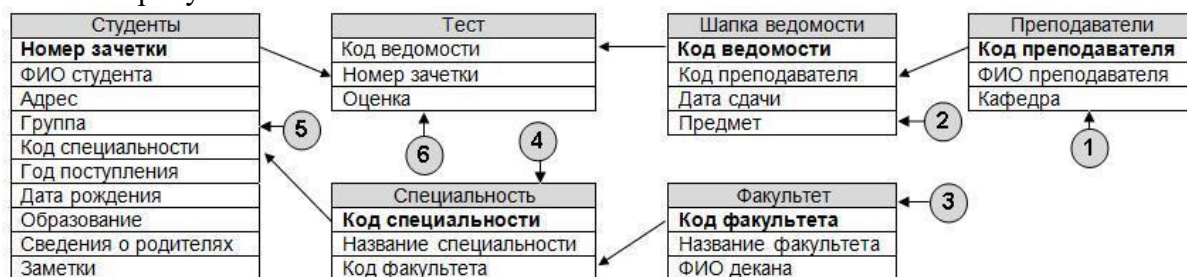 Студенты
Номер зачетки
ФИО студента
Адрес
Группа
Код специальности
Год поступления
Дата рождения
Образование
Сведения о родителях
Заметки
Тест
Код ведомости
Номер зачетки
Оценка
Шапка ведомости
Код ведомости
Код преподавателя
Дата сдачи
Предмет
Преподаватели
Код преподавателя
ФИО преподавателя
Кафедра
5
6
4
2
1
Специальность
Код специальности
Название специальности
Код факультета
Факультет
Код факультета
Название факультета
ФИО декана
3